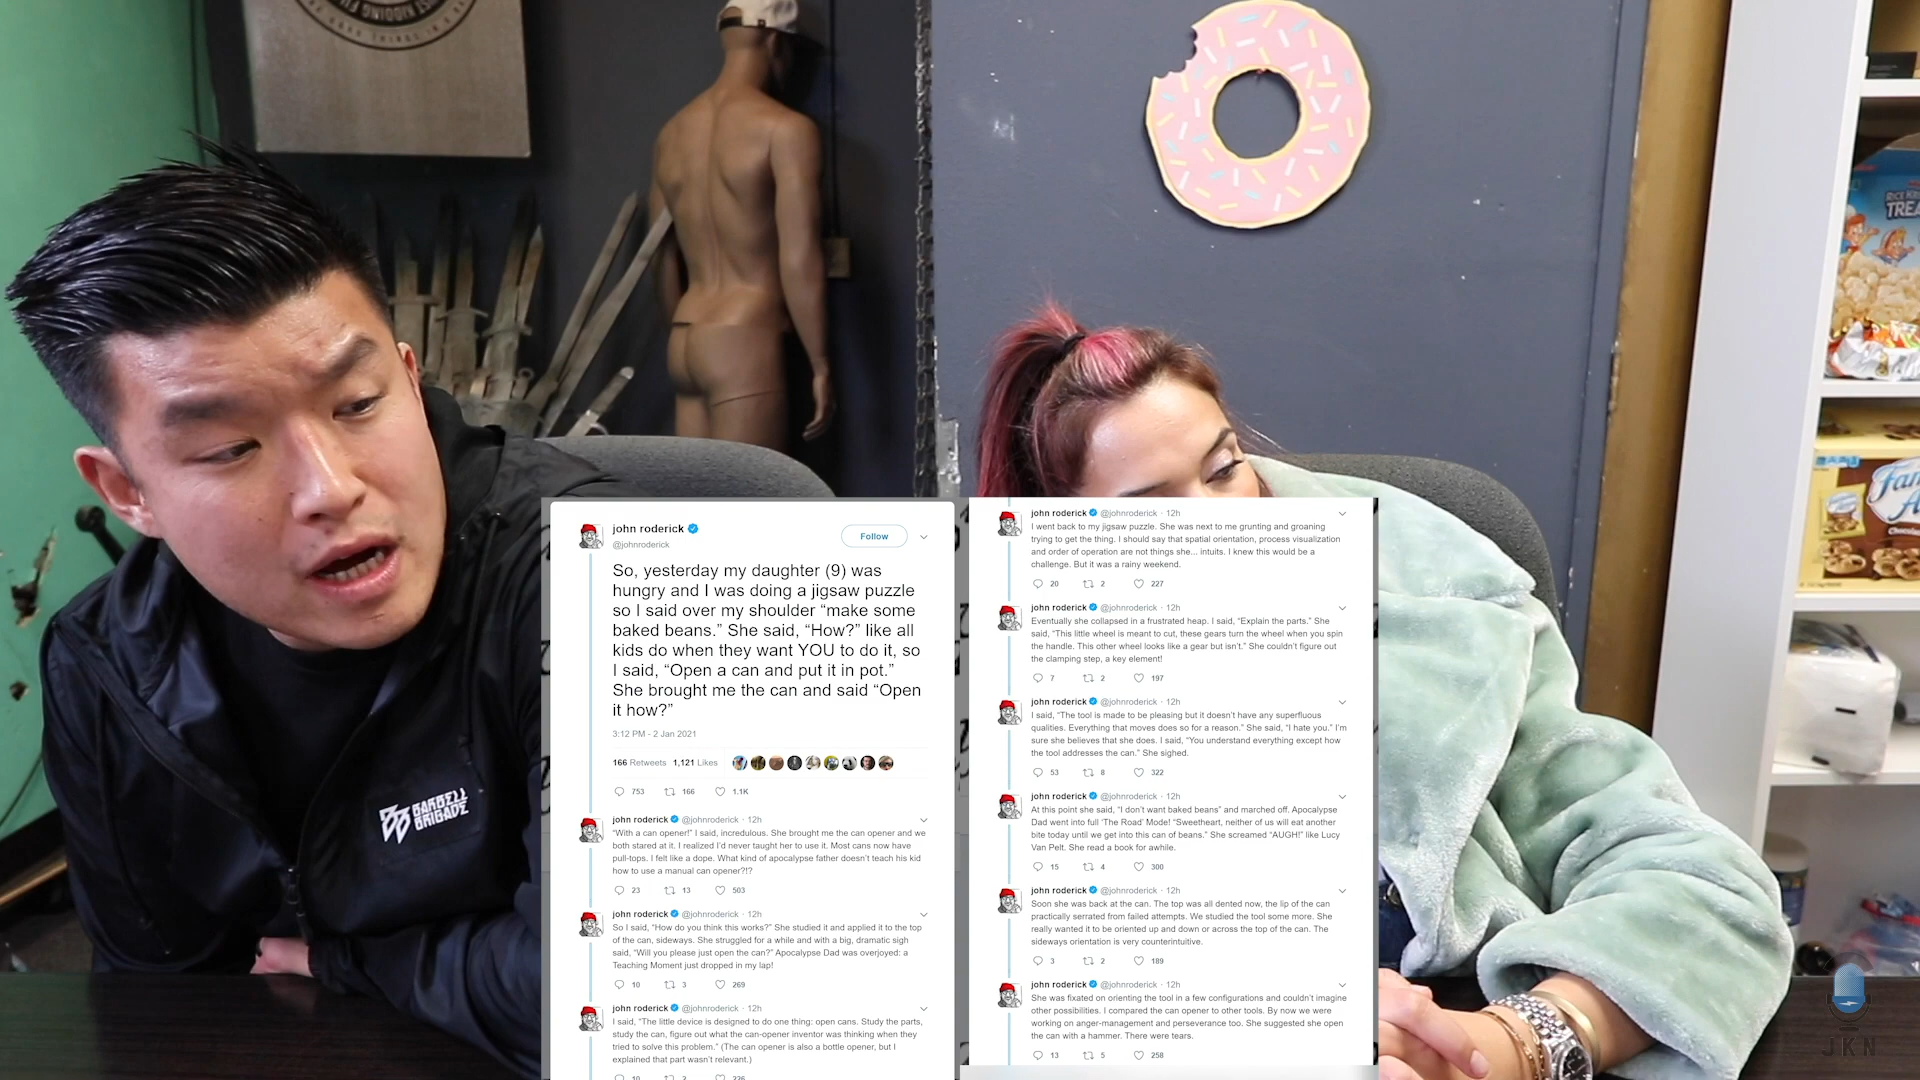 UST KIDDING FI
RICE KRIS
TREA
Fam
A
BARBELL
BRIGADE
john roderick
@johnroderick
Follow
So, yesterday my daughter (9) was
hungry and I was doing a jigsaw puzzle
so I said over my shoulder “make some
baked beans.” She said, “How?” like all
kids do when they want YOU to do it, so
I said, “Open a can and put it in pot.”
She brought me the can and said “Open
it how?”
3:12 PM - 2 Jan 2021
166 Retweets 1,121 Likes
753 166 1.1K
john roderick @johnroderick · 12h
“With a can opener!” I said, incredulous. She brought me the can opener and we
both stared at it. I realized I’d never taught her to use it. Most cans now have
pull-tops. I felt like a dope. What kind of apocalypse father doesn’t teach his kid
how to use a manual can opener?!?
23 13 503
john roderick @johnroderick · 12h
So I said, “How do you think this works?” She studied it and applied it to the top
of the can, sideways. She struggled for a while and with a big, dramatic sigh
said, “Will you please just open the can?” Apocalypse Dad was overjoyed: a
Teaching Moment just dropped in my lap!
10 3 269
john roderick @johnroderick · 12h
I said, “The little device is designed to do one thing: open cans. Study the parts,
study the can, figure out what the can-opener inventor was thinking when they
tried to solve this problem.” (The can opener is also a bottle opener, but I
explained that part wasn’t relevant.)
10 2 226
john roderick @johnroderick · 12h
I went back to my jigsaw puzzle. She was next to me grunting and groaning
trying to get the thing. I should say that spatial orientation, process visualization
and order of operation are not things she... intuits. I knew this would be a
challenge. But it was a rainy weekend.
20 2 227
john roderick @johnroderick · 12h
Eventually she collapsed in a frustrated heap. I said, “Explain the parts.” She
said, “This little wheel is meant to cut, these gears turn the wheel when you spin
the handle. This other wheel looks like a gear but isn’t.” She couldn’t figure out
the clamping step, a key element!
7 2 197
john roderick @johnroderick · 12h
I said, “The tool is made to be pleasing but it doesn’t have any superfluous
qualities. Everything that moves does so for a reason.” She said, “I hate you.” I’m
sure she believes that she does. I said, “You understand everything except how
the tool addresses the can.” She sighed.
53 8 322
john roderick @johnroderick · 12h
At this point she said, “I don’t want baked beans” and marched off. Apocalypse
Dad went into full ‘The Road’ Mode! “Sweetheart, neither of us will eat another
bite today until we get into this can of beans.” She screamed “AUGH!” like Lucy
Van Pelt. She read a book for awhile.
15 4 300
john roderick @johnroderick · 12h
Soon she was back at the can. The top was all dented now, the lip of the can
practically serrated from failed attempts. We studied the tool some more. She
really wanted it to be oriented up and down or across the top of the can. The
sideways orientation is very counterintuitive.
3 2 189
john roderick @johnroderick · 12h
She was fixated on orienting the tool in a few configurations and couldn’t imagine
other possibilities. I compared the can opener to other tools. By now we were
working on anger-management and perseverance too. She suggested she open
the can with a hammer. There were tears.
13 5 258
JKN